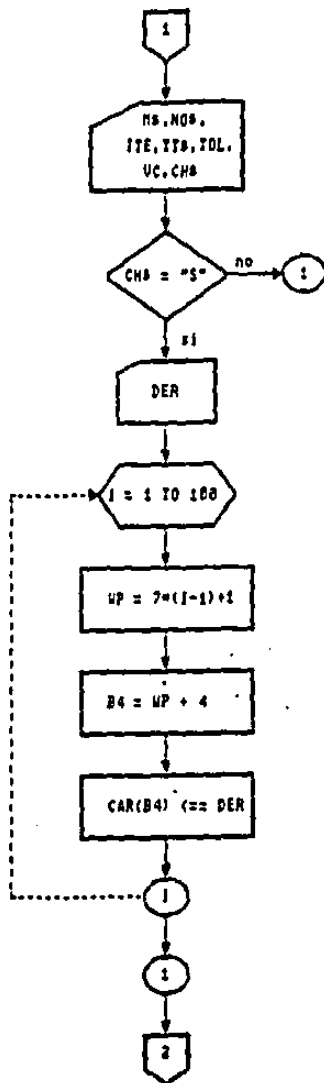 1
M$,NO$,
ITE,TT$,TOL,
VC,CH$
CH$ = "S"
no
1
si
DER
I = 1 TO 100
WP = 7*(I-1)+1
B4 = WP + 4
CAR(B4) <== DER
I
1
2